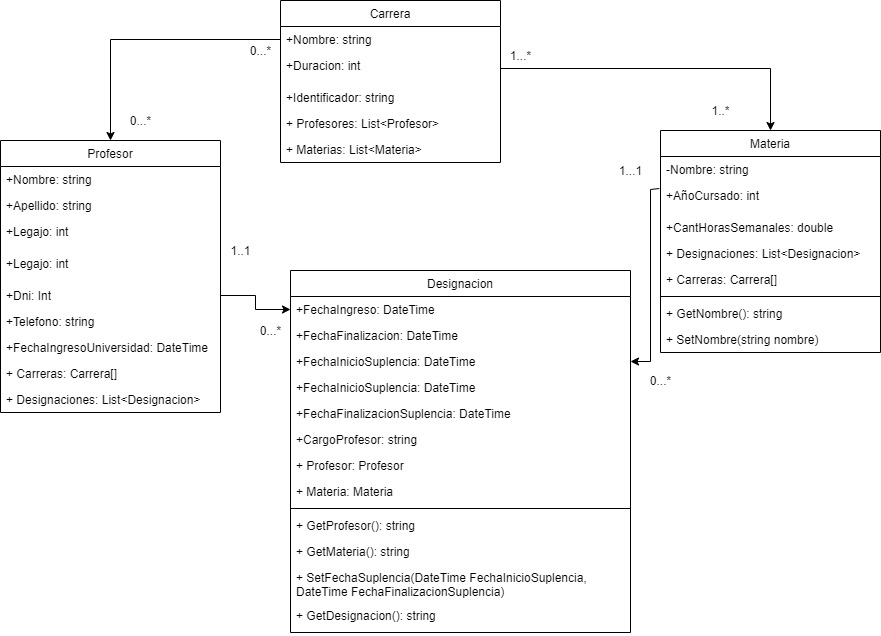 Carrera
+Nombre: string
+Duracion: int
+Identificador: string
+ Profesores: List<Profesor>
+ Materias: List<Materia>
0...*
0...*
1...*
1..*
Profesor
+Nombre: string
+Apellido: string
+Legajo: int
+Legajo: int
+Dni: Int
+Telefono: string
+FechaIngresoUniversidad: DateTime
+ Carreras: Carrera[]
+ Designaciones: List<Designacion>
Materia
-Nombre: string
+AñoCursado: int
+CantHorasSemanales: double
+ Designaciones: List<Designacion>
+ Carreras: Carrera[]
+ GetNombre(): string
+ SetNombre(string nombre)
1...1
1..1
0...*
0...*
Designacion
+FechaIngreso: DateTime
+FechaFinalizacion: DateTime
+FechaInicioSuplencia: DateTime
+FechaInicioSuplencia: DateTime
+FechaFinalizacionSuplencia: DateTime
+CargoProfesor: string
+ Profesor: Profesor
+ Materia: Materia
+ GetProfesor(): string
+ GetMateria(): string
+ SetFechaSuplencia(DateTime FechaInicioSuplencia,
DateTime FechaFinalizacionSuplencia)
+ GetDesignacion(): string